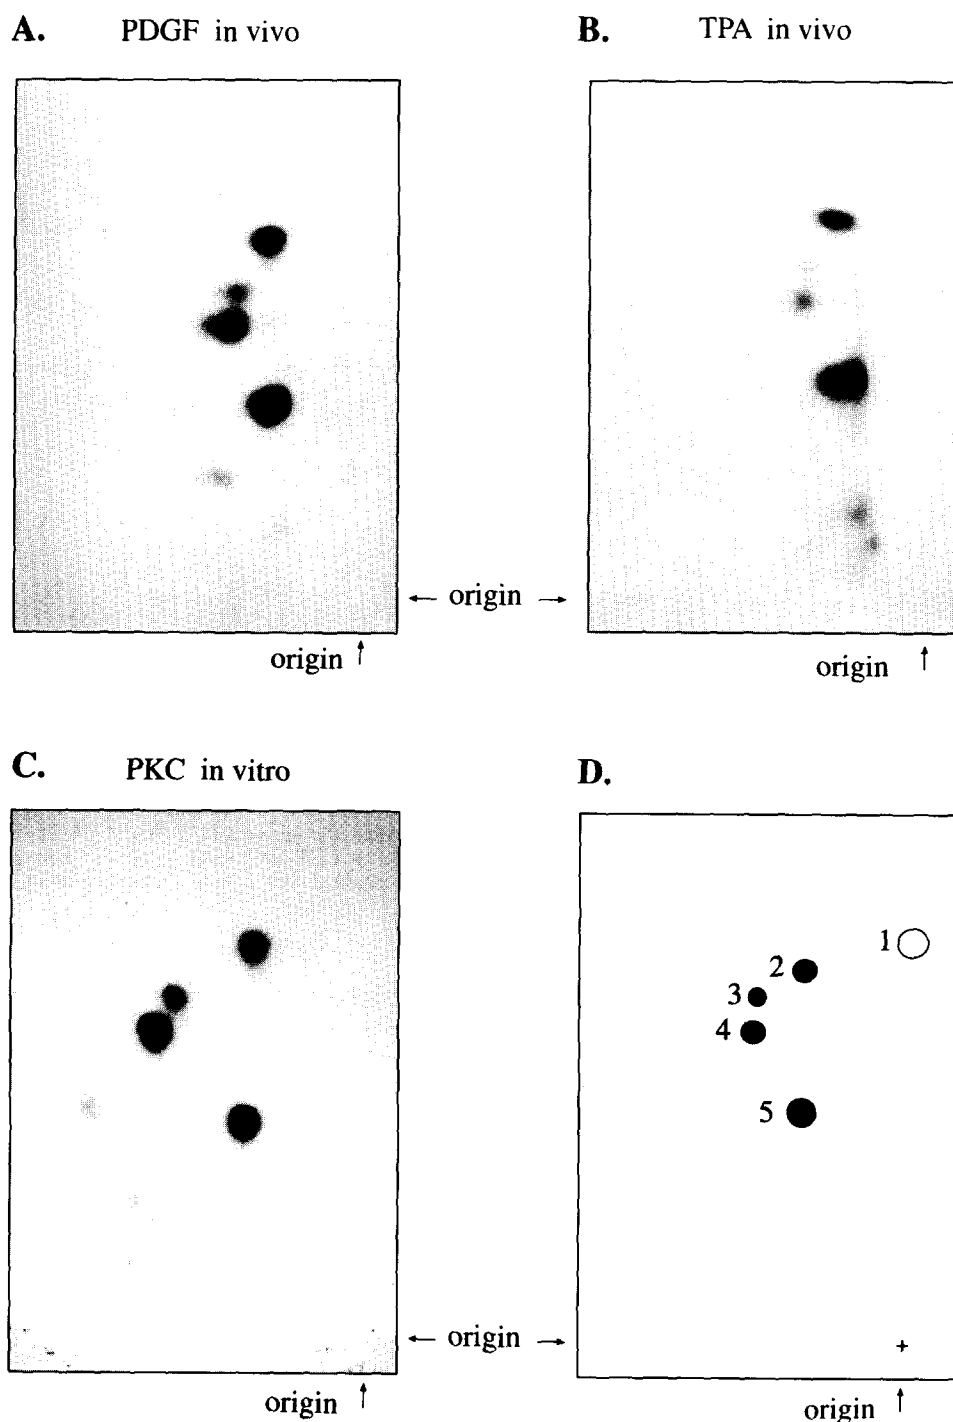 A. PDGF in vivo
B. TPA in vivo
← origin →
origin ↑
origin ↑
C. PKC in vitro
D.
1
2
3
4
5
← origin →
+
origin ↑
origin ↑